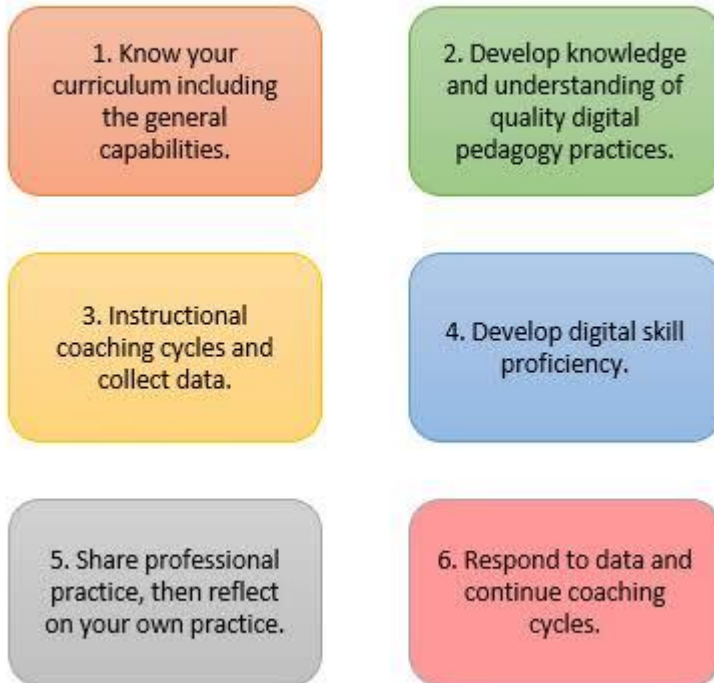 1. Know your
curriculum including
the general
capabilities.
2. Develop knowledge
and understanding of
quality digital
pedagogy practices.
3. Instructional
coaching cycles and
collect data.
4. Develop digital skill
proficiency.
5. Share professional
practice, then reflect
on your own practice.
6. Respond to data and
continue coaching
cycles.